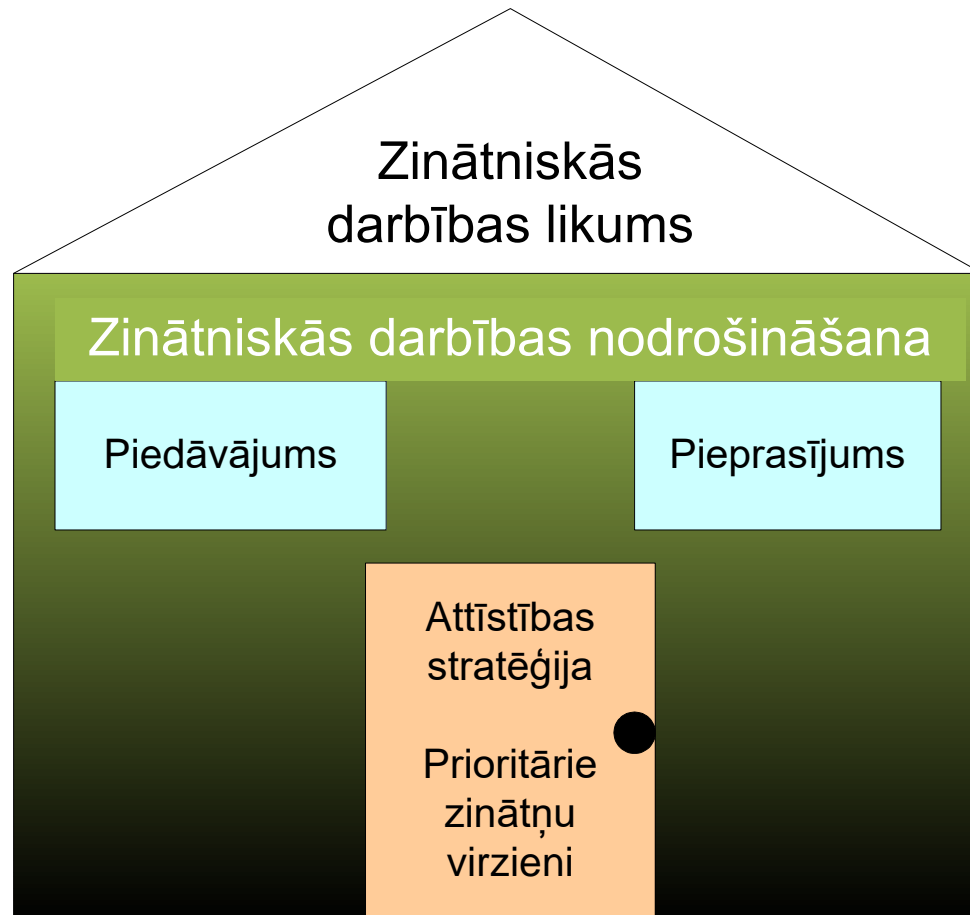 Zinātniskās
darbības likums
Zinātniskās darbības nodrošināšana
Piedāvājums
Pieprasījums
Attīstības
stratēģija
Prioritārie
zinātņu
virzieni